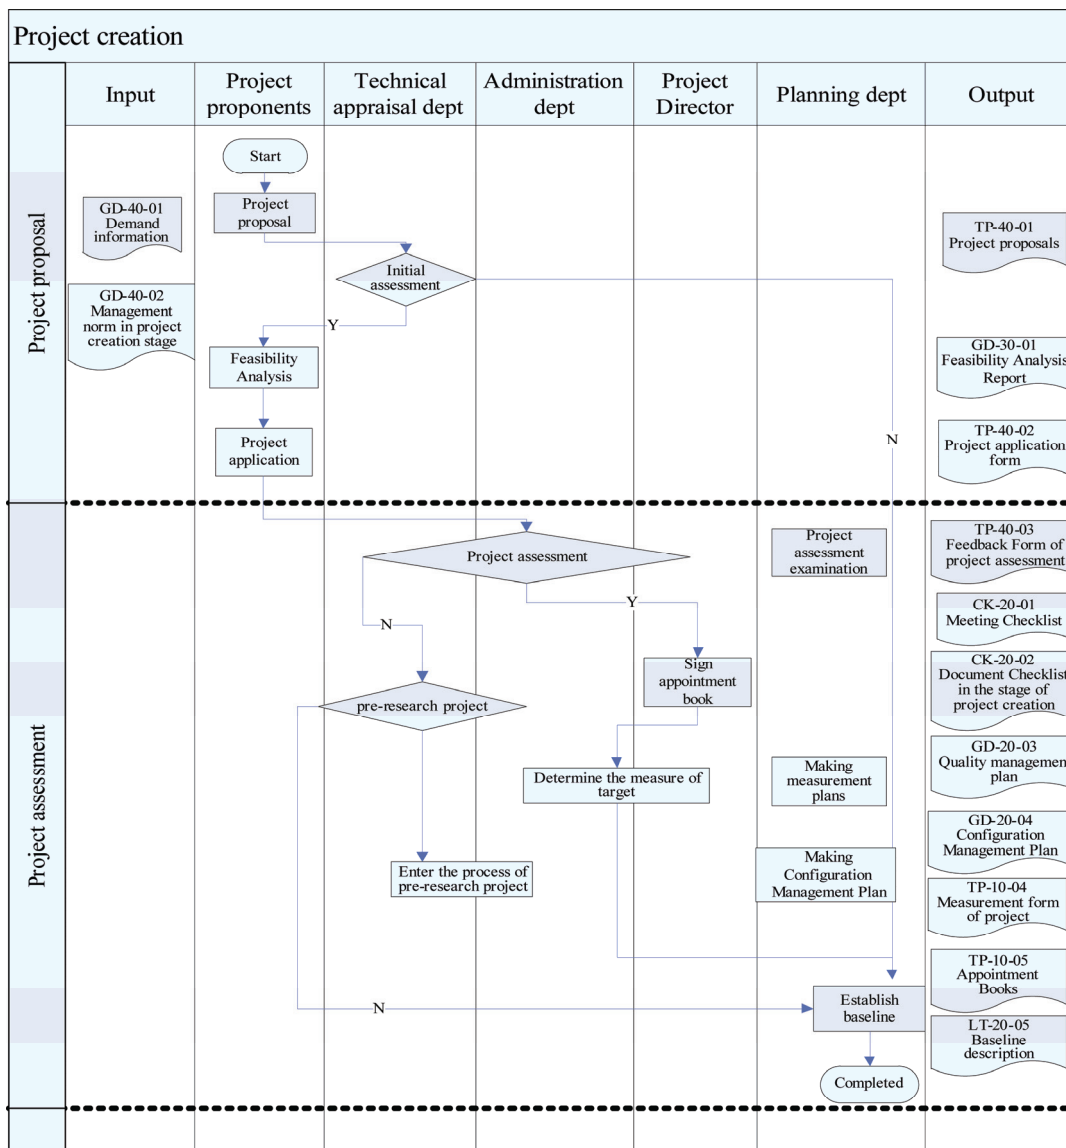 Project creation
Input
Project
proponents
Technical
appraisal dept
Administration
dept
Project
Director
Planning dept
Output
Project proposal
Start
Project
proposal
GD-40-01
Demand
information
TP-40-01
Project proposals
Initial
assessment
GD-40-02
Management
norm in project
creation stage
Y
Feasibility
Analysis
GD-30-01
Feasibility Analysis
Report
Project
application
N
TP-40-02
Project application
form
Project assessment
Project assessment
Project
assessment
examination
TP-40-03
Feedback Form of
project assessment
Y
N
CK-20-01
Meeting Checklist
Sign
appointment
book
CK-20-02
Document Checklist
in the stage of
project creation
pre-research project
Determine the measure of
target
Making
measurement
plans
GD-20-03
Quality management
plan
GD-20-04
Configuration
Management Plan
Enter the process of
pre-research project
Making
Configuration
Management Plan
TP-10-04
Measurement form
of project
TP-10-05
Appointment
Books
N
Establish
baseline
LT-20-05
Baseline
description
Completed